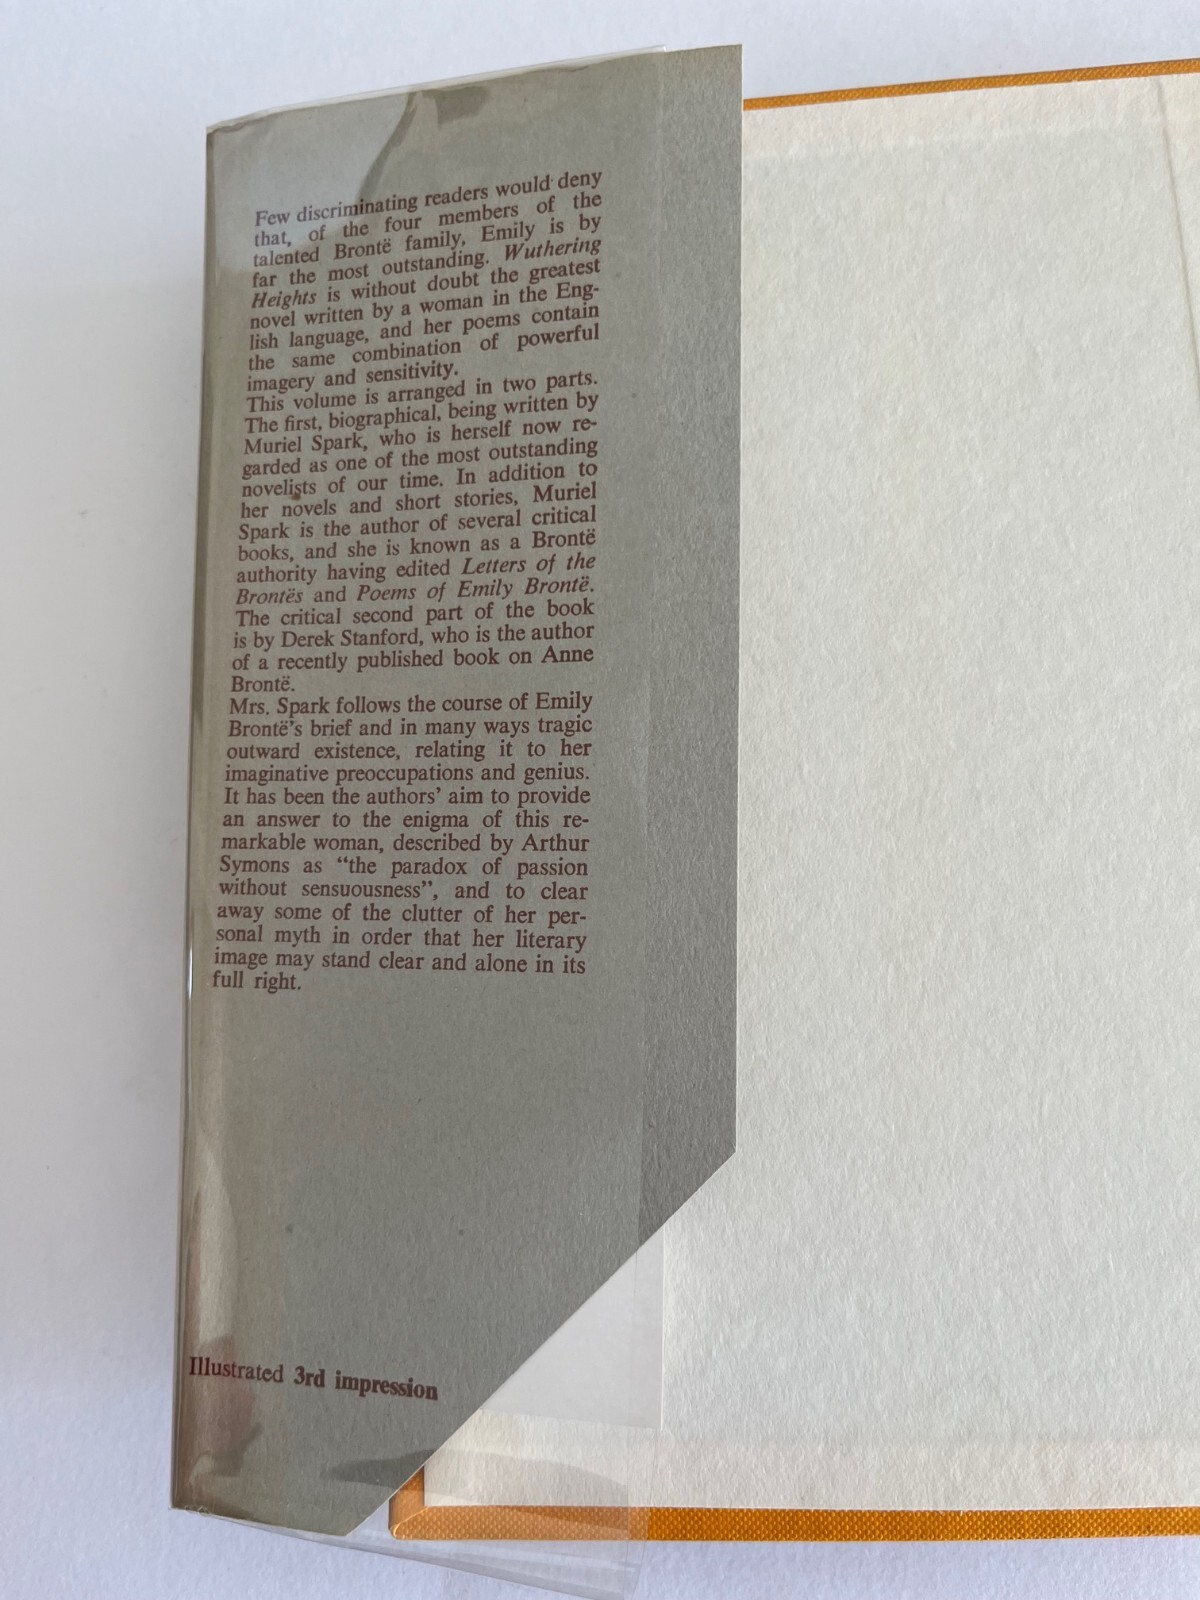 Few discriminating readers would deny
that, of the four members of the
talented Brontë family, Emily is by
far the most outstanding. Wuthering
Heights is without doubt the greatest
novel written by a woman in the Eng-
lish language, and her poems contain
the same combination of powerful
imagery and sensitivity.
This volume is arranged in two parts.
The first, biographical, being written by
Muriel Spark, who is herself now re-
garded as one of the most outstanding
novelists of our time. In addition to
her novels and short stories, Muriel
Spark is the author of several critical
books, and she is known as a Brontë
authority having edited Letters of the
Brontës and Poems of Emily Brontë.
The critical second part of the book
is by Derek Stanford, who is the author
of a recently published book on Anne
Brontë.
Mrs. Spark follows the course of Emily
Brontë's brief and in many ways tragic
outward existence, relating it to her
imaginative preoccupations and genius.
It has been the authors' aim to provide
an answer to the enigma of this re-
markable woman, described by Arthur
Symons as "the paradox of passion
without sensuousness", and to clear
away some of the clutter of her per-
sonal myth in order that her literary
image may stand clear and alone in its
full right.
Illustrated 3rd impression